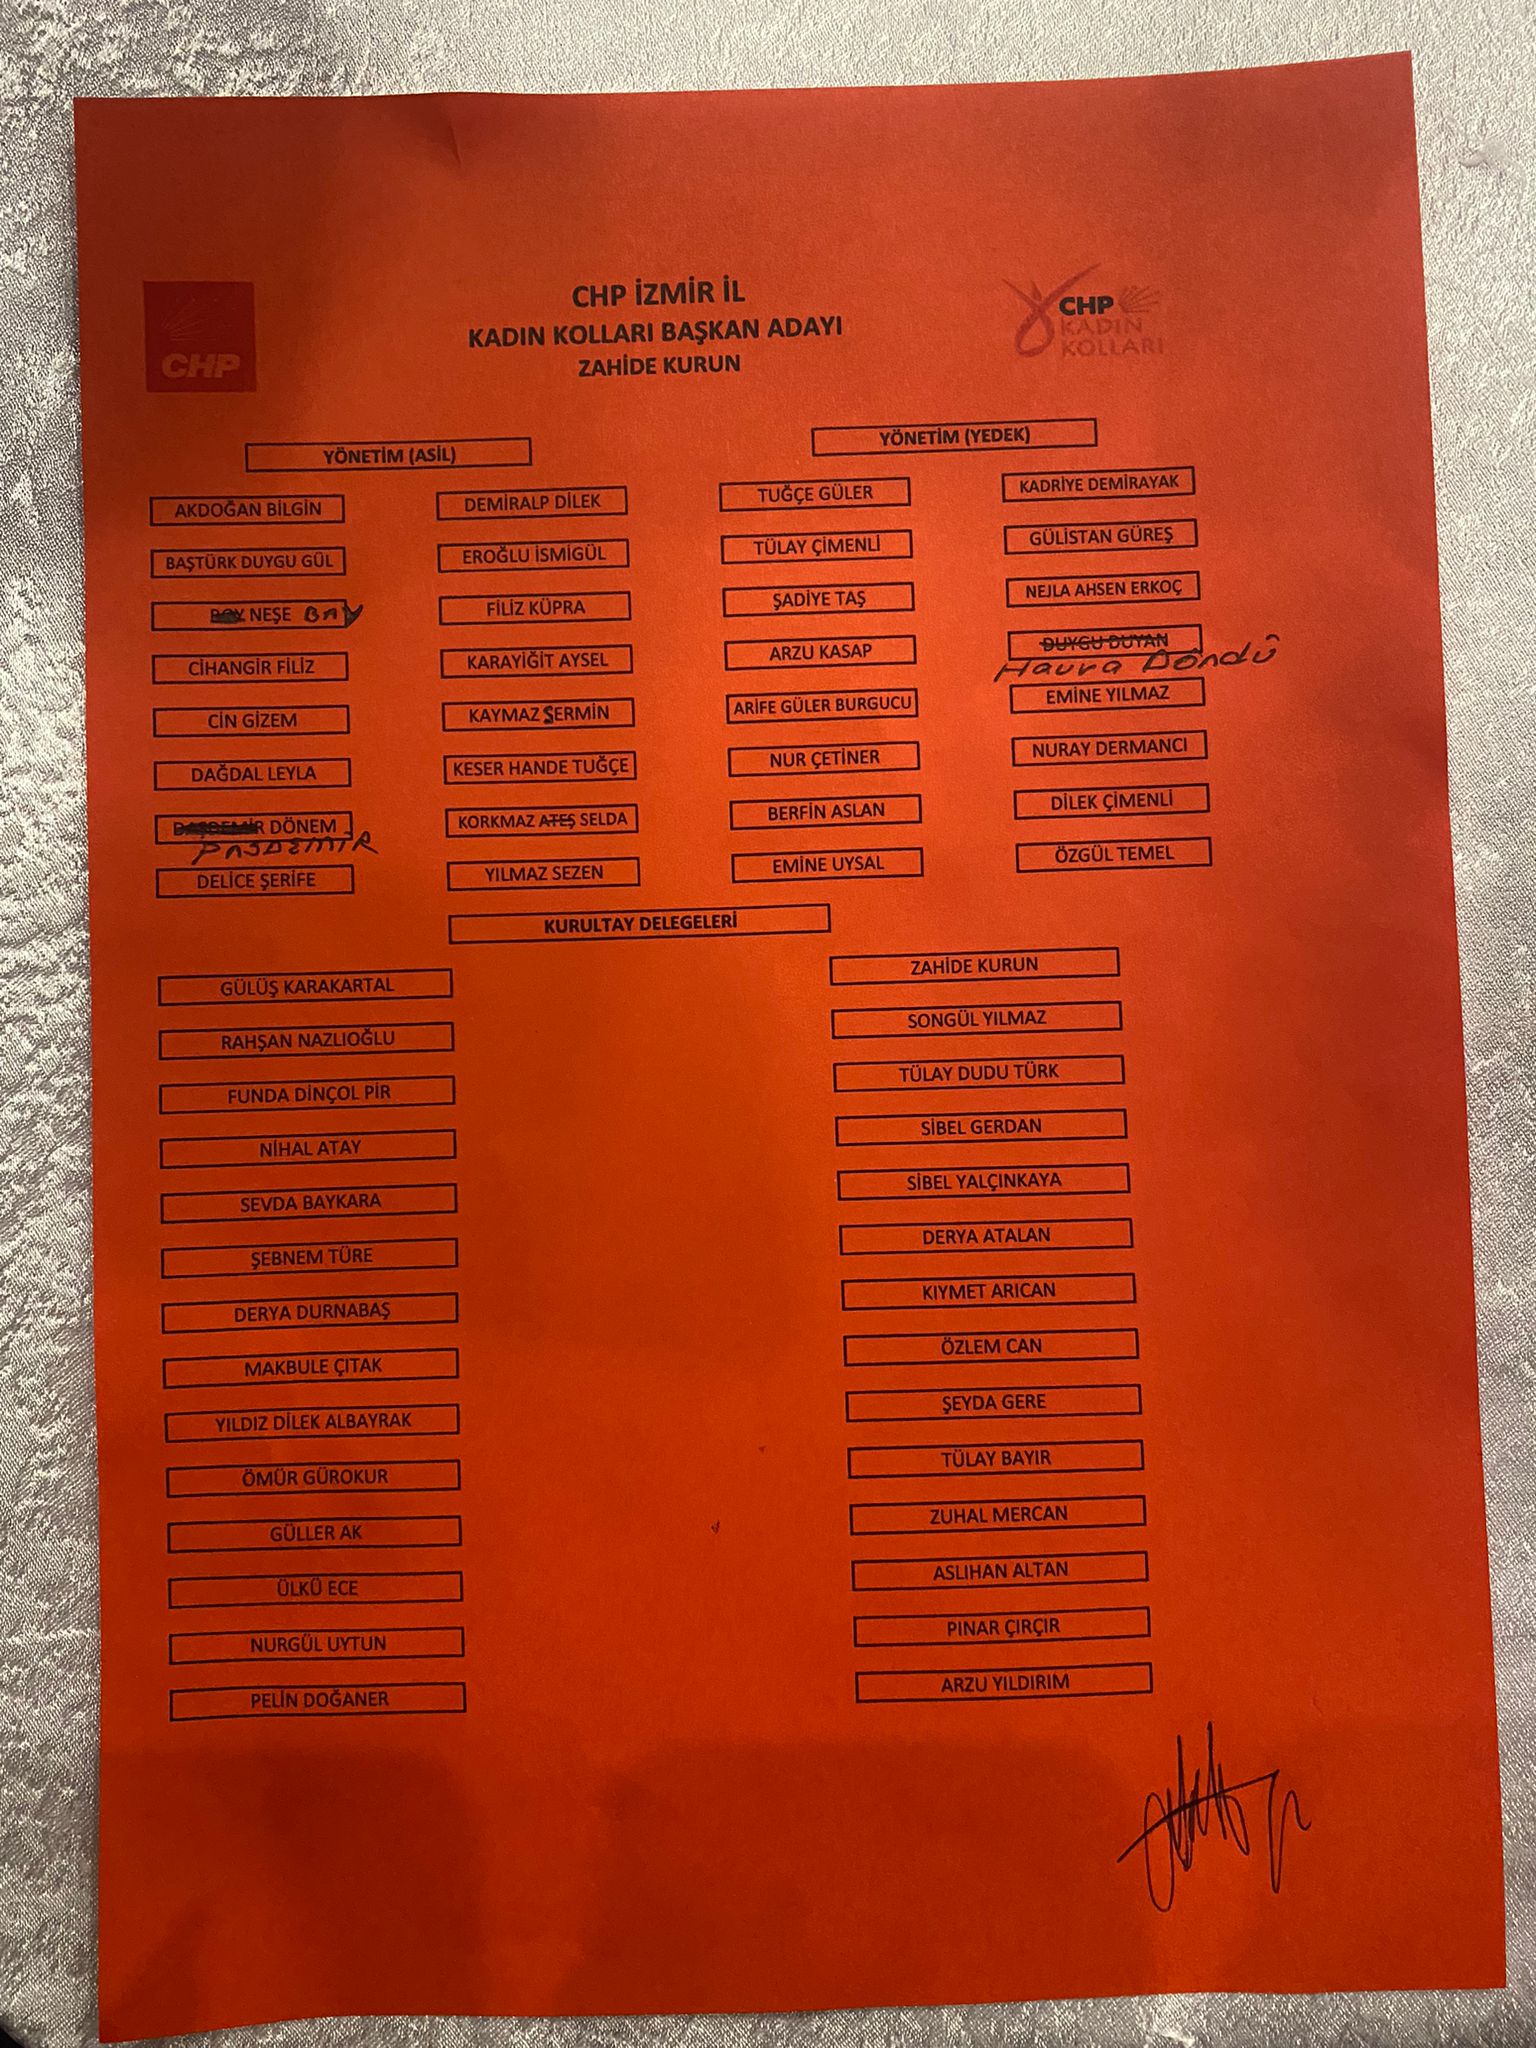 CHP İZMİR İL
KADIN KOLLARI BAŞKAN ADAYI
ZAHİDE KURUN
CHP
CHP
KADIN
KOLLARI
YÖNETİM (ASİL)
AKDOĞAN BİLGİN
BAŞTÜRK DUYGU GÜL
NEŞE BAY
CİHANGİR FİLİZ
CİN GİZEM
DAĞDAL LEYLA
DÖNEM
PAŞDEMİR
DELİCE ŞERİFE
DEMİRALP DİLEK
EROĞLU İSMİGÜL
FİLİZ KÜPRA
KARAYİĞİT AYSEL
KAYMAZ ŞERMİN
KESER HANDE TUĞÇE
KORKMAZ ATEŞ SELDA
YILMAZ SEZEN
YÖNETİM (YEDEK)
TUĞÇE GÜLER
TÜLAY ÇİMENLİ
ŞADİYE TAŞ
ARZU KASAP
ARİFE GÜLER BURGUCU
NUR ÇETİNER
BERFİN ASLAN
EMİNE UYSAL
KADRİYE DEMİRAYAK
GÜLİSTAN GÜREŞ
NEJLA AHSEN ERKOÇ
DUYGU DUYAN
Havva Döndü
EMİNE YILMAZ
NURAY DERMANCI
DİLEK ÇİMENLİ
ÖZGÜL TEMEL
KURULTAY DELEGELERİ
GÜLÜŞ KARAKARTAL
RAHŞAN NAZLIOĞLU
FUNDA DİNÇOL PİR
NİHAL ATAY
SEVDA BAYKARA
ŞEBNEM TÜRE
DERYA DURNABAŞ
MAKBULE ÇITAK
YILDIZ DİLEK ALBAYRAK
ÖMÜR GÜROKUR
GÜLLER AK
ÜLKÜ ECE
NURGÜL UYTUN
PELİN DOĞANER
ZAHİDE KURUN
SONGÜL YILMAZ
TÜLAY DUDU TÜRK
SİBEL GERDAN
SİBEL YALÇINKAYA
DERYA ATALAN
KIYMET ARICAN
ÖZLEM CAN
ŞEYDA GERE
TÜLAY BAYIR
ZUHAL MERCAN
ASLIHAN ALTAN
PINAR ÇIRÇIR
ARZU YILDIRIM